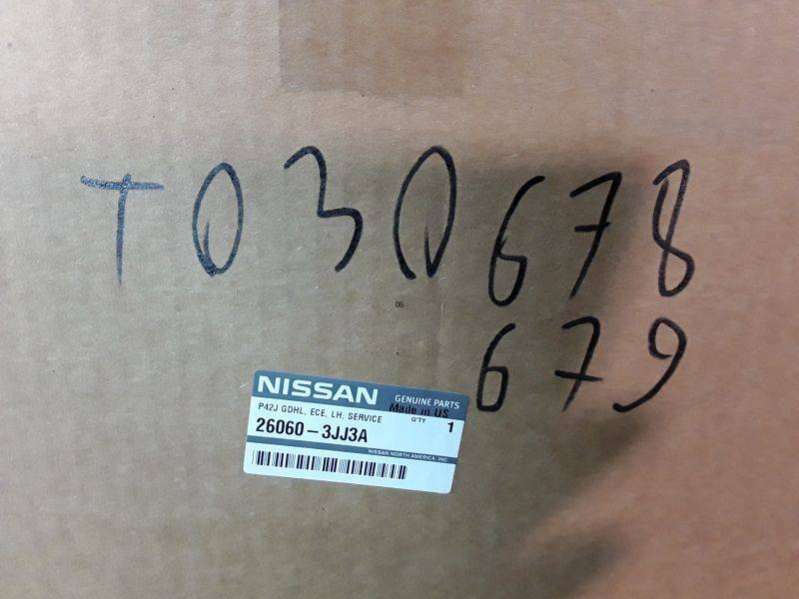 T030678
679
NISSAN GENUINE PARTS
Made in US
P42J GDHL, ECE, LH, SERVICE Q'TY
26060-3JJ3A 1
NISSAN NORTH AMERICA, INC.